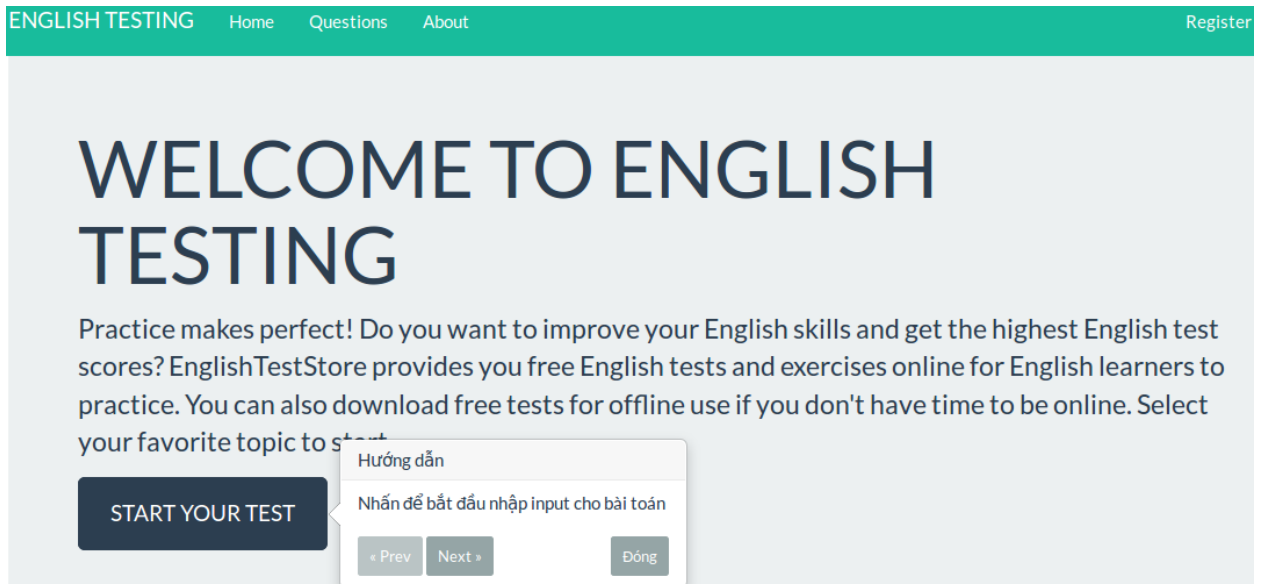 ENGLISH TESTING Home Questions About Register
WELCOME TO ENGLISH
TESTING
Practice makes perfect! Do you want to improve your English skills and get the highest English test
scores? EnglishTestStore provides you free English tests and exercises online for English learners to
practice. You can also download free tests for offline use if you don't have time to be online. Select
your favorite topic to start
Hướng dẫn
START YOUR TEST
Nhấn để bắt đầu nhập input cho bài toán
« Prev Next » Đóng